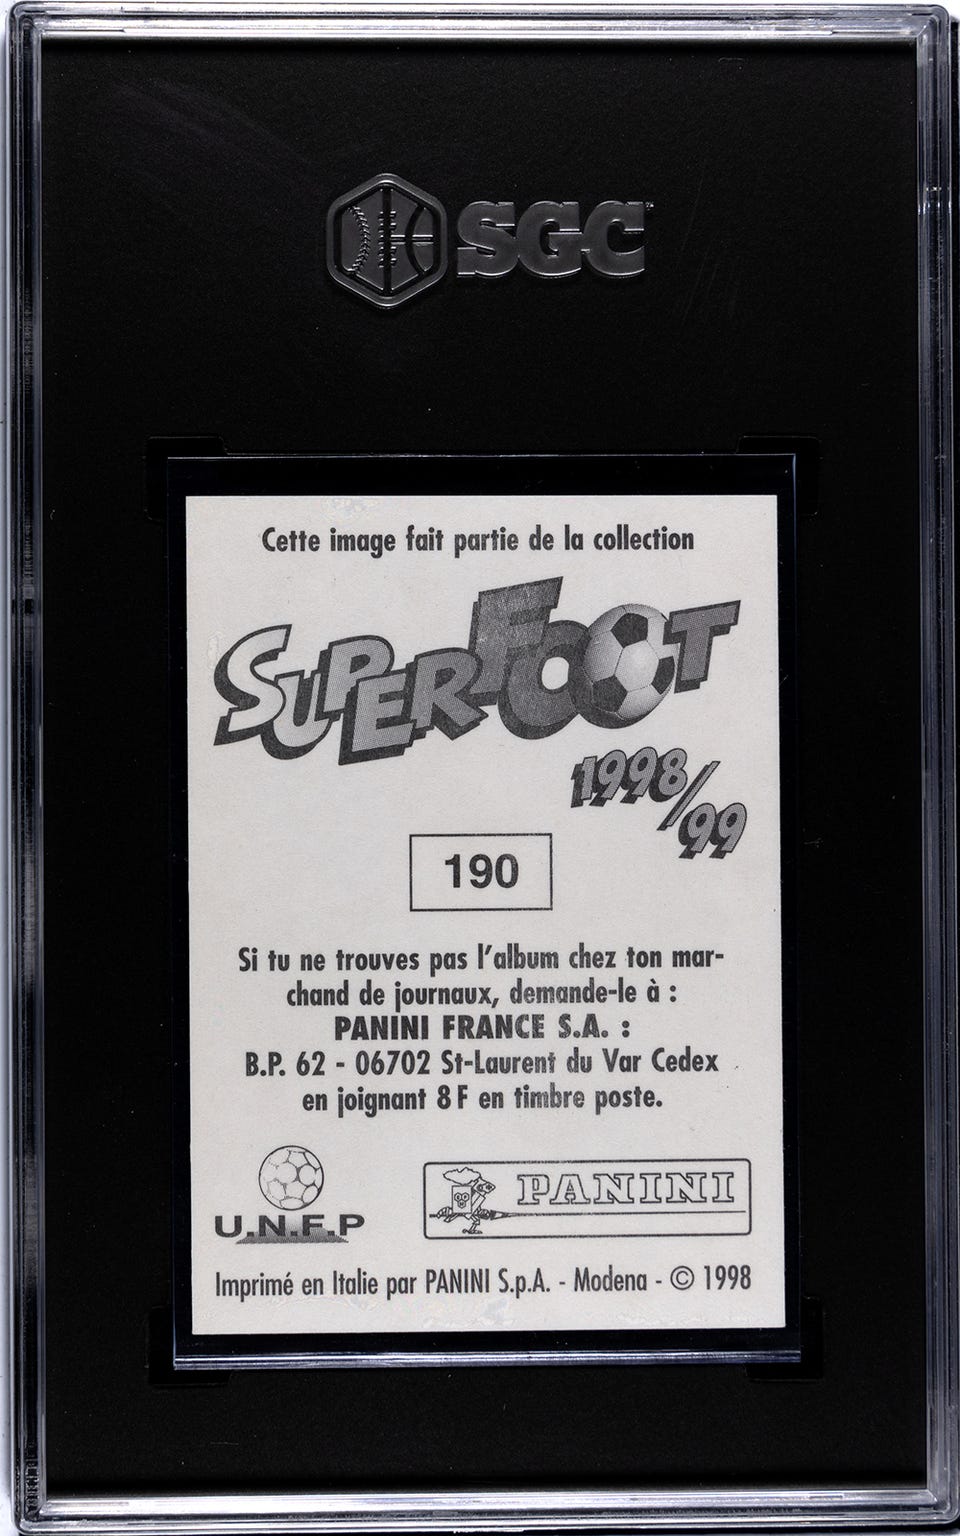 SGC
Cette image fait partie de la collection
SUPERFOOT
1998/99
190
Si tu ne trouves pas l'album chez ton mar-
chand de journaux, demande-le à :
PANINI FRANCE S.A. :
B.P. 62 - 06702 St-Laurent du Var Cedex
en joignant 8 F en timbre poste.
U.N.F.P
PANINI
Imprimé en Italie par PANINI S.p.A. - Modena - © 1998